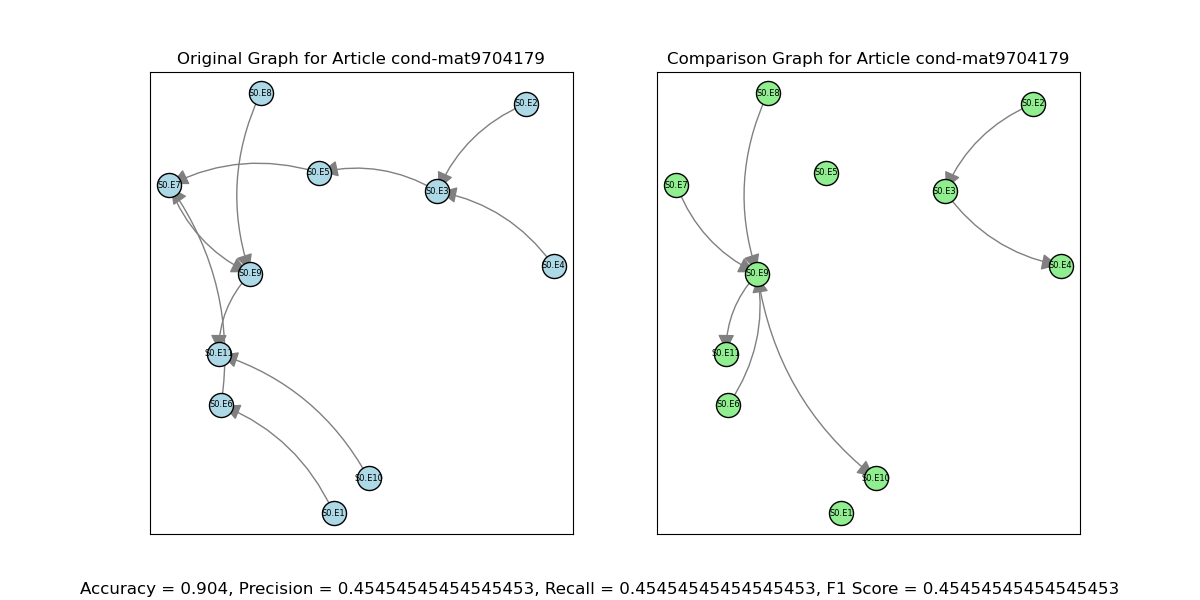 Original Graph for Article cond-mat9704179
S0.E8
S0.E2
S0.E5
S0.E7
S0.E3
S0.E4
S0.E9
S0.E11
S0.E6
S0.E10
S0.E1
Comparison Graph for Article cond-mat9704179
S0.E8
S0.E2
S0.E5
S0.E7
S0.E3
S0.E4
S0.E9
S0.E11
S0.E6
S0.E10
S0.E1
Accuracy = 0.904, Precision = 0.45454545454545453, Recall = 0.45454545454545453, F1 Score = 0.45454545454545453